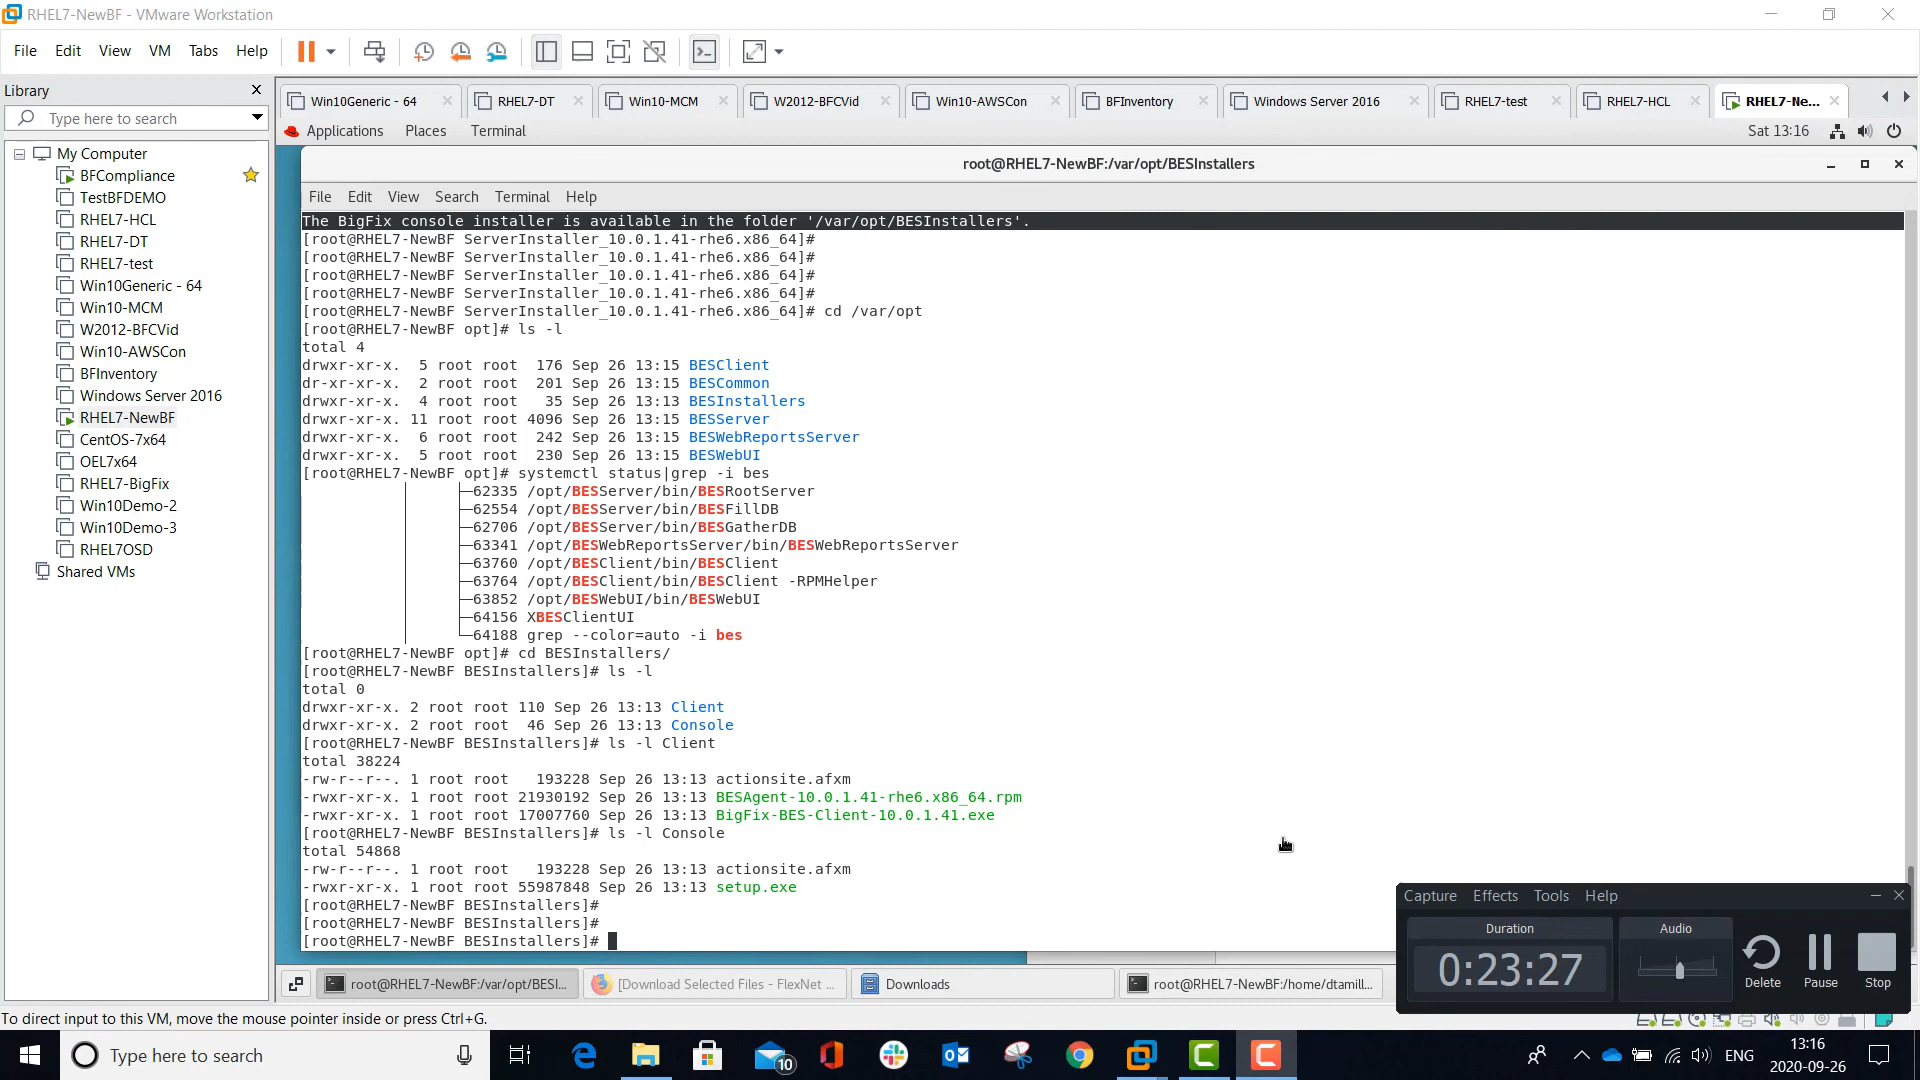 RHEL7-NewBF - VMware Workstation
File Edit View VM Tabs Help
Library
Type here to search
My Computer
BFCompliance
TestBFDEMO
RHEL7-HCL
RHEL7-DT
RHEL7-test
Win10Generic - 64
Win10-MCM
W2012-BFCVid
Win10-AWSCon
BFInventory
Windows Server 2016
RHEL7-NewBF
CentOS-7x64
OEL7x64
RHEL7-BigFix
Win10Demo-2
Win10Demo-3
RHEL7OSD
Shared VMs
Win10Generic - 64 RHEL7-DT Win10-MCM W2012-BFCVid Win10-AWSCon BFInventory Windows Server 2016 RHEL7-test RHEL7-HCL RHEL7-Ne...
Applications Places Terminal Sat 13:16
root@RHEL7-NewBF:/var/opt/BESInstallers
File Edit View Search Terminal Help
The BigFix console installer is available in the folder '/var/opt/BESInstallers'.
[root@RHEL7-NewBF ServerInstaller_10.0.1.41-rhe6.x86_64]#
[root@RHEL7-NewBF ServerInstaller_10.0.1.41-rhe6.x86_64]#
[root@RHEL7-NewBF ServerInstaller_10.0.1.41-rhe6.x86_64]#
[root@RHEL7-NewBF ServerInstaller_10.0.1.41-rhe6.x86_64]#
[root@RHEL7-NewBF ServerInstaller_10.0.1.41-rhe6.x86_64]# cd /var/opt
[root@RHEL7-NewBF opt]# ls -l
total 4
drwxr-xr-x. 5 root root 176 Sep 26 13:15 BESClient
dr-xr-xr-x. 2 root root 201 Sep 26 13:15 BESCommon
drwxr-xr-x. 4 root root 35 Sep 26 13:13 BESInstallers
drwxr-xr-x. 11 root root 4096 Sep 26 13:15 BESServer
drwxr-xr-x. 6 root root 242 Sep 26 13:15 BESWebReportsServer
drwxr-xr-x. 5 root root 230 Sep 26 13:15 BESWebUI
[root@RHEL7-NewBF opt]# systemctl status|grep -i bes
├─62335 /opt/BESServer/bin/BESRootServer
├─62554 /opt/BESServer/bin/BESFillDB
├─62706 /opt/BESServer/bin/BESGatherDB
├─63341 /opt/BESWebReportsServer/bin/BESWebReportsServer
├─63760 /opt/BESClient/bin/BESClient
├─63764 /opt/BESClient/bin/BESClient -RPMHelper
├─63852 /opt/BESWebUI/bin/BESWebUI
├─64156 XBESClientUI
└─64188 grep --color=auto -i bes
[root@RHEL7-NewBF opt]# cd BESInstallers/
[root@RHEL7-NewBF BESInstallers]# ls -l
total 0
drwxr-xr-x. 2 root root 110 Sep 26 13:13 Client
drwxr-xr-x. 2 root root 46 Sep 26 13:13 Console
[root@RHEL7-NewBF BESInstallers]# ls -l Client
total 38224
-rw-r--r--. 1 root root 193228 Sep 26 13:13 actionsite.afxm
-rwxr-xr-x. 1 root root 21930192 Sep 26 13:13 BESAgent-10.0.1.41-rhe6.x86_64.rpm
-rwxr-xr-x. 1 root root 17007760 Sep 26 13:13 BigFix-BES-Client-10.0.1.41.exe
[root@RHEL7-NewBF BESInstallers]# ls -l Console
total 54868
-rw-r--r--. 1 root root 193228 Sep 26 13:13 actionsite.afxm
-rwxr-xr-x. 1 root root 55987848 Sep 26 13:13 setup.exe
[root@RHEL7-NewBF BESInstallers]#
[root@RHEL7-NewBF BESInstallers]#
[root@RHEL7-NewBF BESInstallers]#
Capture Effects Tools Help
Duration
0:23:27
Audio
Delete Pause Stop
root@RHEL7-NewBF:/var/opt/BESI... [Download Selected Files - FlexNet ... Downloads root@RHEL7-NewBF:/home/dtamill...
To direct input to this VM, move the mouse pointer inside or press Ctrl+G.
Type here to search
10
ENG
13:16
2020-09-26